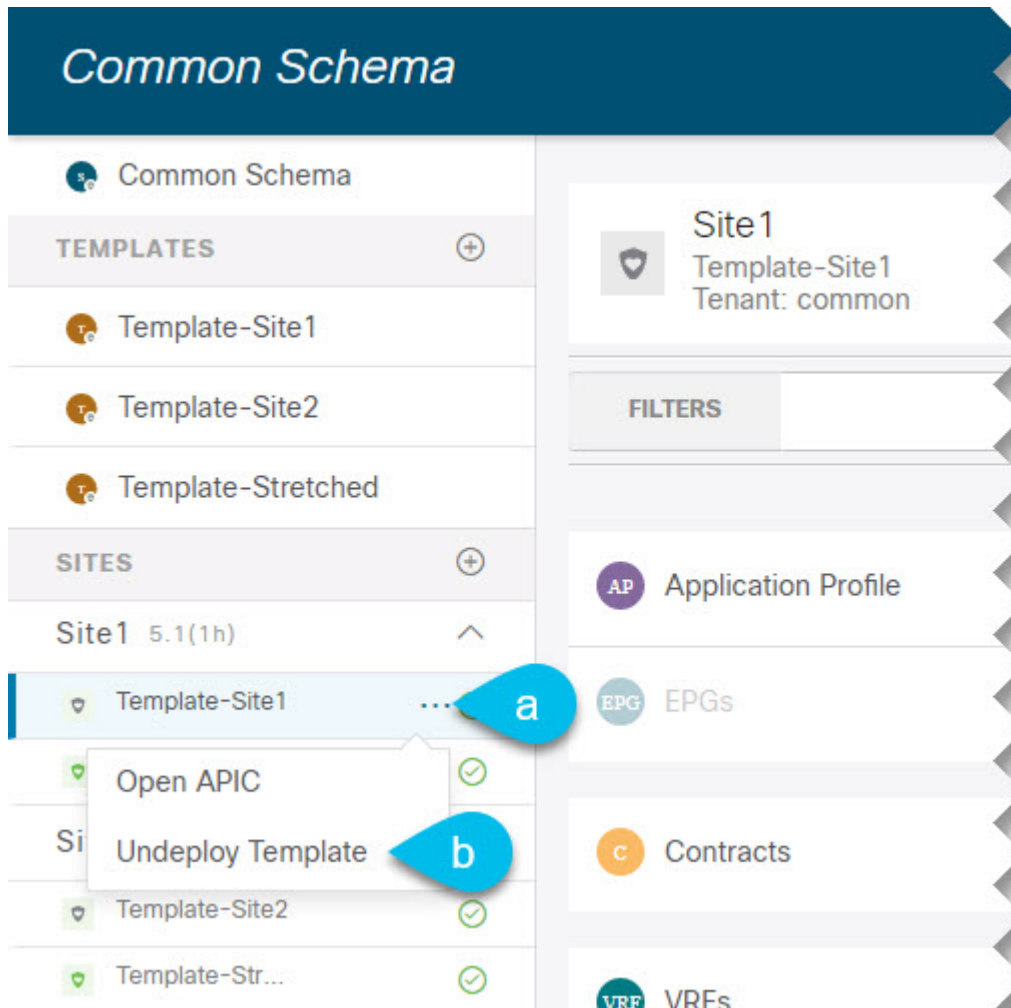 Common Schema
S
Common Schema
TEMPLATES
T
Template-Site1
T
Template-Site2
T
Template-Stretched
SITES
Site1 5.1(1h)
Template-Site1 ...
a
Open APIC
Si
Undeploy Template
b
Template-Site2
Template-Str...
Site1
Template-Site1
Tenant: common
FILTERS
AP
Application Profile
EPG
EPGs
C
Contracts
VRF
VRFs